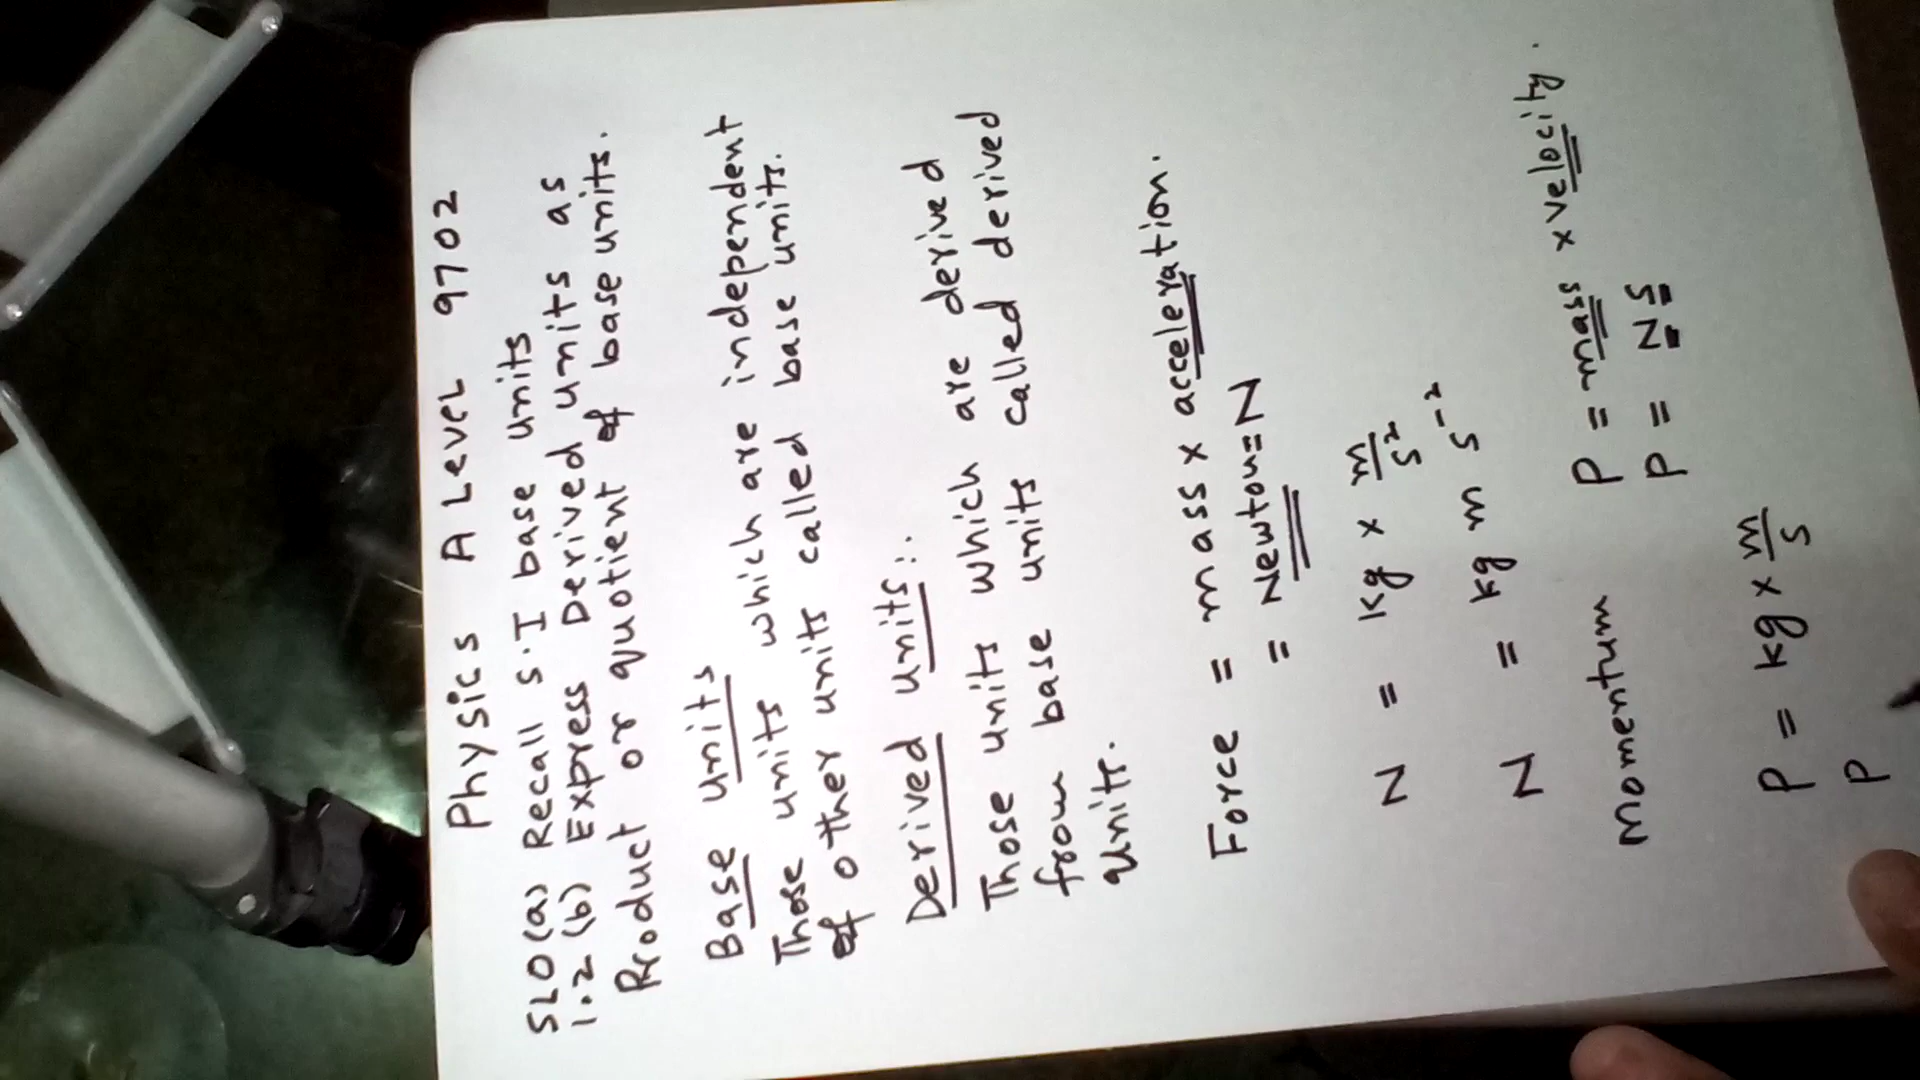 Physics A Level 9702
SLO (a) Recall S.I base units
1.2 (b) Express Derived units as
Product or quotient of base units.
Base units
Those units which are independent
of other units called base units.
Derived units:.
Those units which are derived
from base units called derived
units.
Force = mass x acceleration.
= Newton = N
N = kg x m/s²
N = kg m s⁻²
momentum P = mass x velocity.
P = N s
P = kg x m/s
P